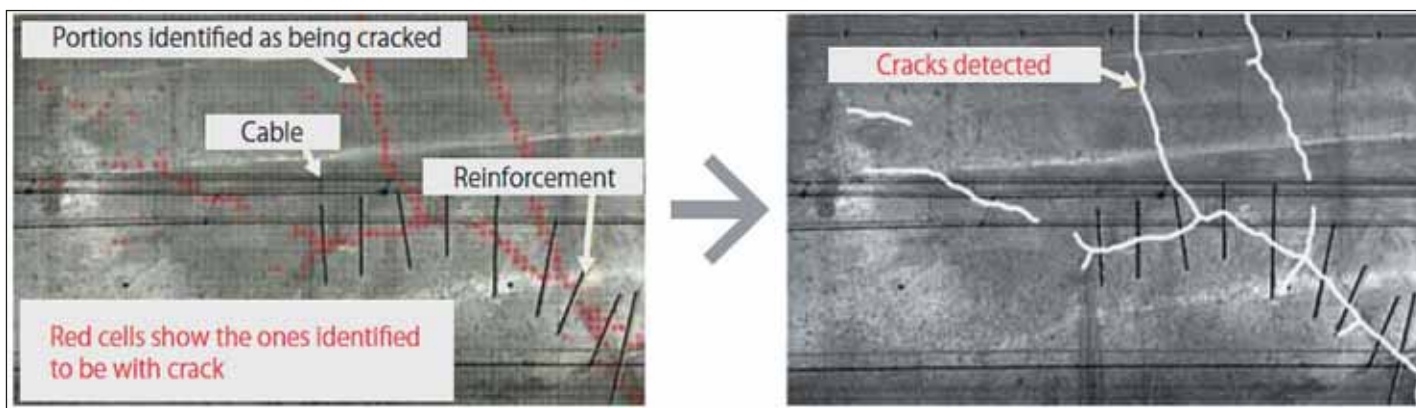 Portions identified as being cracked
Cable
Reinforcement
Red cells show the ones identified
to be with crack
Cracks detected